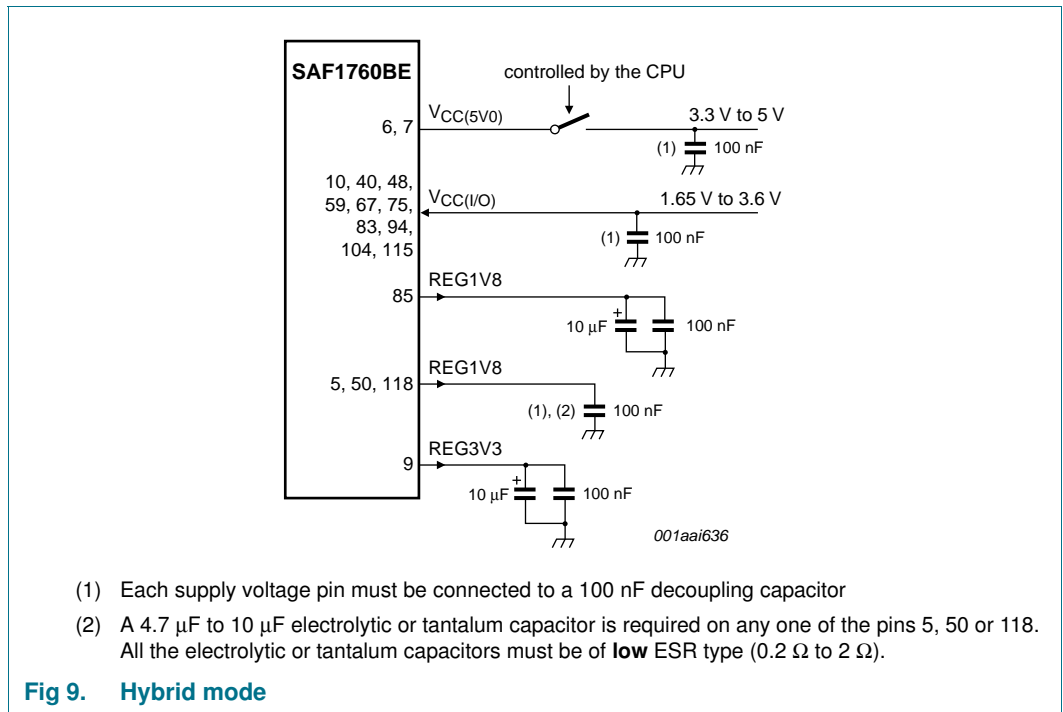 SAF1760BE
controlled by the CPU
6, 7
VCC(5V0)
3.3 V to 5 V
(1)
100 nF
10, 40, 48,
59, 67, 75,
83, 94,
104, 115
VCC(I/O)
1.65 V to 3.6 V
(1)
100 nF
85
REG1V8
+
10 μF
100 nF
5, 50, 118
REG1V8
(1), (2)
100 nF
9
REG3V3
+
10 μF
100 nF
001aai636
(1) Each supply voltage pin must be connected to a 100 nF decoupling capacitor
(2) A 4.7 μF to 10 μF electrolytic or tantalum capacitor is required on any one of the pins 5, 50 or 118.
All the electrolytic or tantalum capacitors must be of low ESR type (0.2 Ω to 2 Ω).
Fig 9. Hybrid mode